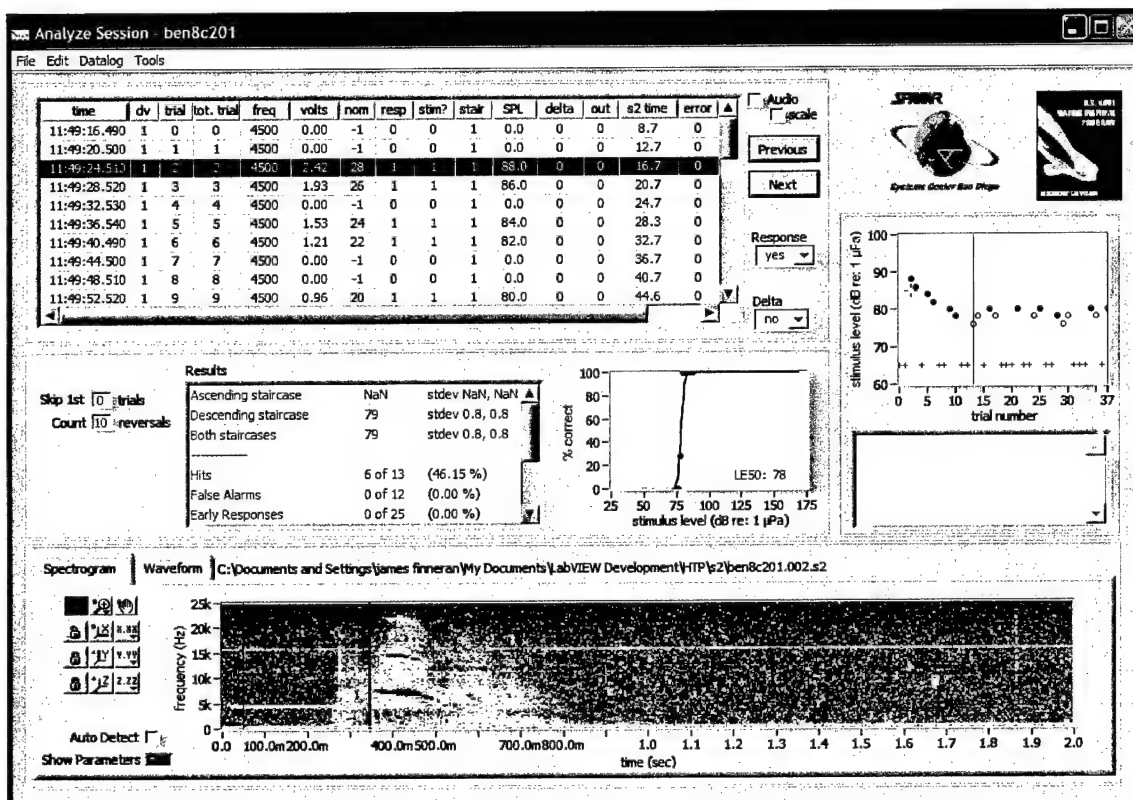 Analyze Session - ben8c201
File Edit Datalog Tools
time dv trial tot. trial freq volts nom resp stim? stair SPL delta out s2 time error
11:49:16.490 1 0 0 4500 0.00 -1 0 0 1 0.0 0 0 8.7 0
11:49:20.500 1 1 1 4500 0.00 -1 0 0 1 0.0 0 0 12.7 0
11:49:24.510 1 2 2 4500 2.42 28 1 1 1 88.0 0 0 16.7 0
11:49:28.520 1 3 3 4500 1.93 26 1 1 1 86.0 0 0 20.7 0
11:49:32.530 1 4 4 4500 0.00 -1 0 0 1 0.0 0 0 24.7 0
11:49:36.540 1 5 5 4500 1.53 24 1 1 1 84.0 0 0 28.3 0
11:49:40.490 1 6 6 4500 1.21 22 1 1 1 82.0 0 0 32.7 0
11:49:44.500 1 7 7 4500 0.00 -1 0 0 1 0.0 0 0 36.7 0
11:49:48.510 1 8 8 4500 0.00 -1 0 0 1 0.0 0 0 40.7 0
11:49:52.520 1 9 9 4500 0.96 20 1 1 1 80.0 0 0 44.6 0
Audio
µscale
Previous
Next
Response
yes
Delta
no
Systems Center San Diego
stimulus level (dB re: 1 µPa)
100
90
80
70
60
0 5 10 15 20 25 30 37
trial number
Skip 1st 0 trials
Count 10 reversals
Results
Ascending staircase NaN stdev NaN, NaN
Descending staircase 79 stdev 0.8, 0.8
Both staircases 79 stdev 0.8, 0.8
----------
Hits 6 of 13 (46.15 %)
False Alarms 0 of 12 (0.00 %)
Early Responses 0 of 25 (0.00 %)
% correct
100
80
60
40
20
0
LE50: 78
25 50 75 100 125 150 175
stimulus level (dB re: 1 µPa)
Spectrogram Waveform C:\Documents and Settings\james finneran\My Documents\LabVIEW Development\HTP\s2\ben8c201.002.s2
frequency (Hz)
25k
20k
15k
10k
5k
0
0.0 100.0m 200.0m 400.0m 500.0m 700.0m 800.0m 1.0 1.1 1.2 1.3 1.4 1.5 1.6 1.7 1.8 2.0
time (sec)
Auto Detect
Show Parameters